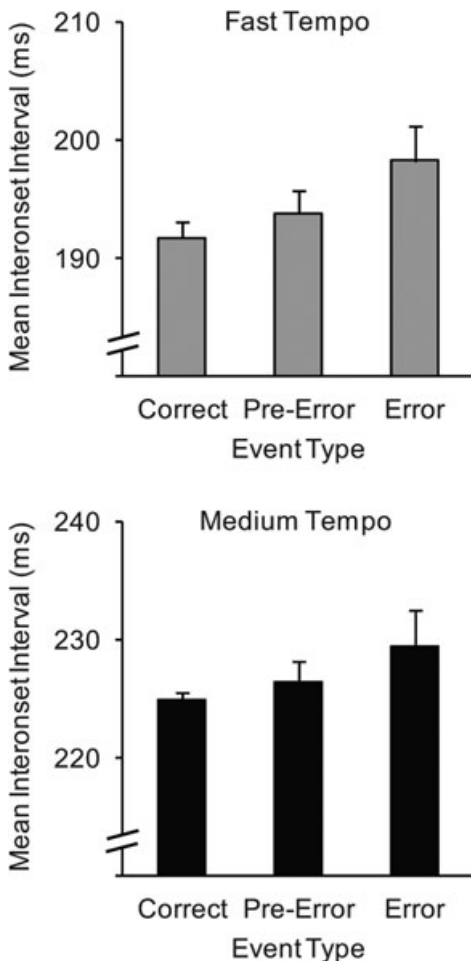 Fast Tempo
Mean Interonset Interval (ms)
210
200
190
Correct Pre-Error Error
Event Type
Medium Tempo
Mean Interonset Interval (ms)
240
230
220
Correct Pre-Error Error
Event Type